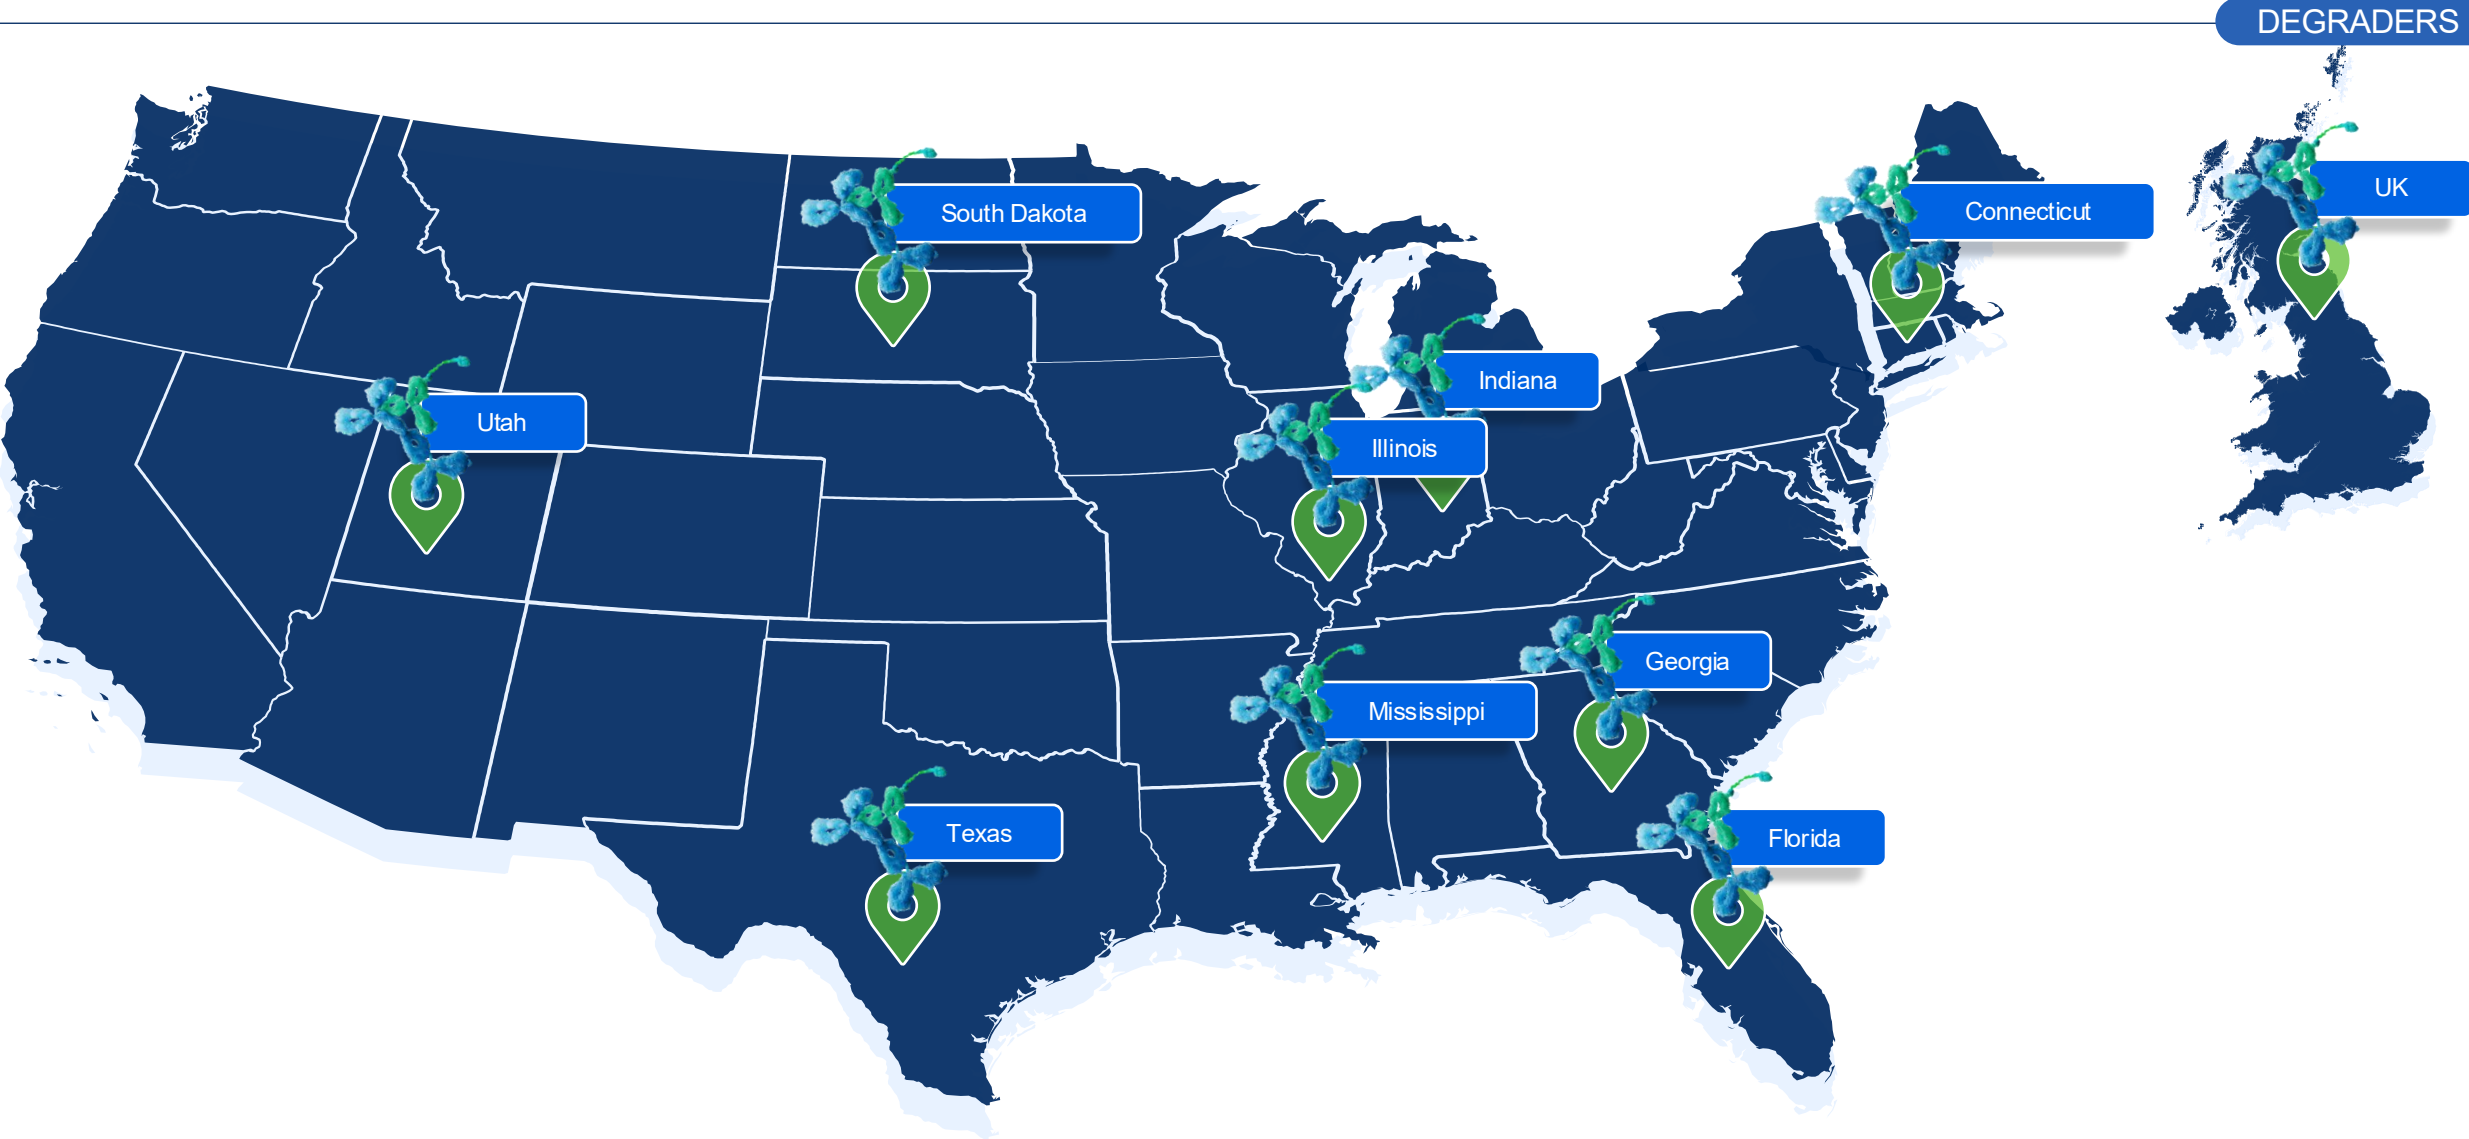 DEGRADERS
UK
Connecticut
South Dakota
Indiana
Utah
Illinois
Georgia
Mississippi
Texas
Florida